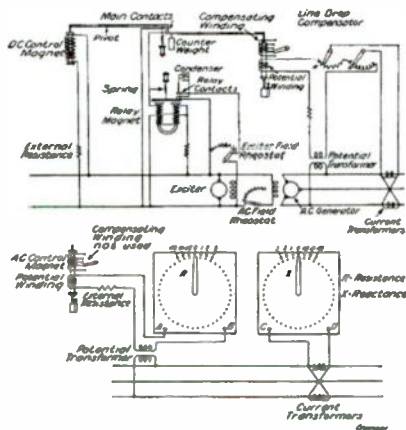 Main Contacts
Compensating
Winding
Line Drop
Compensator
DC Control
Magnet
Pivot
Counter
Weight
Condenser
Spring
Relay
Contacts
Potential
Winding
Relay
Magnet
External
Resistance
Exciter Field
Rheostat
Potential
Transformer
Exciter
AC Field
Rheostat
A.C. Generator
Current
Transformers
Compensating
Winding
not used
AC Control
Magnet
Potential
Winding
External
Resistance
R
X
R-Resistance
X-Reactance
A
B
C
D
Potential
Transformer
Current
Transformers